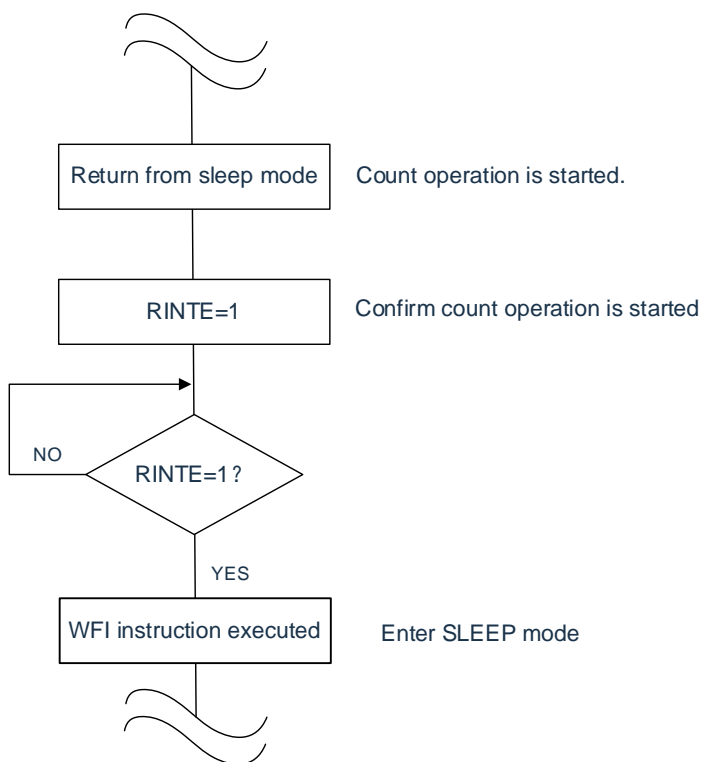 Return from sleep mode
Count operation is started.
RINTE=1
Confirm count operation is started
NO
RINTE=1?
YES
WFI instruction executed
Enter SLEEP mode